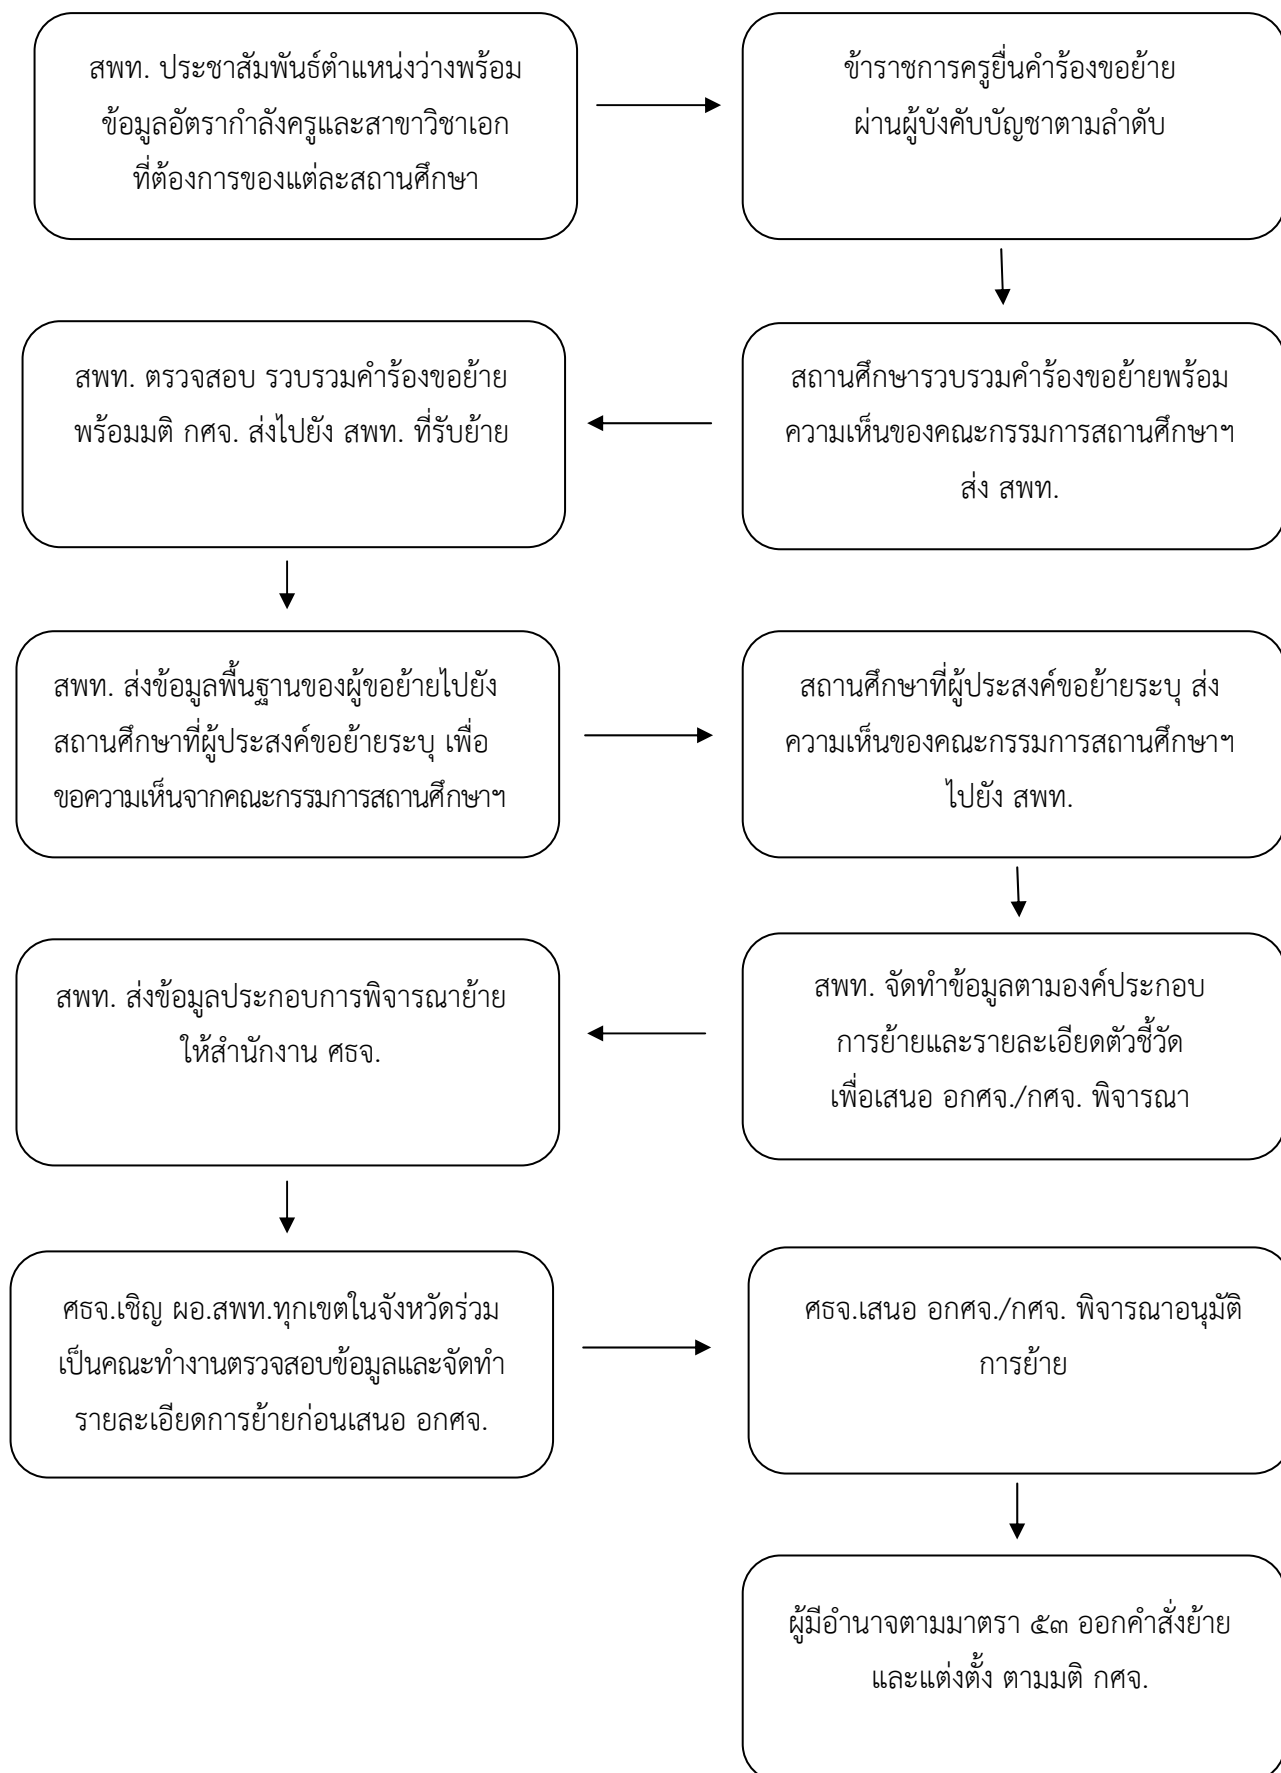 สพท. ประชาสัมพันธ์ตำแหน่งว่างพร้อม
ข้อมูลอัตรากำลังครูและสาขาวิชาเอก
ที่ต้องการของแต่ละสถานศึกษา
ข้าราชการครูยื่นคำร้องขอย้าย
ผ่านผู้บังคับบัญชาตามลำดับ
สถานศึกษารวบรวมคำร้องขอย้ายพร้อม
ความเห็นของคณะกรรมการสถานศึกษาฯ
ส่ง สพท.
สพท. ตรวจสอบ รวบรวมคำร้องขอย้าย
พร้อมมติ กศจ. ส่งไปยัง สพท. ที่รับย้าย
สพท. ส่งข้อมูลพื้นฐานของผู้ขอย้ายไปยัง
สถานศึกษาที่ผู้ประสงค์ขอย้ายระบุ เพื่อ
ขอความเห็นจากคณะกรรมการสถานศึกษาฯ
สถานศึกษาที่ผู้ประสงค์ขอย้ายระบุ ส่ง
ความเห็นของคณะกรรมการสถานศึกษาฯ
ไปยัง สพท.
สพท. จัดทำข้อมูลตามองค์ประกอบ
การย้ายและรายละเอียดตัวชี้วัด
เพื่อเสนอ อกศจ./กศจ. พิจารณา
สพท. ส่งข้อมูลประกอบการพิจารณาย้าย
ให้สำนักงาน ศธจ.
ศธจ.เชิญ ผอ.สพท.ทุกเขตในจังหวัดร่วม
เป็นคณะทำงานตรวจสอบข้อมูลและจัดทำ
รายละเอียดการย้ายก่อนเสนอ อกศจ.
ศธจ.เสนอ อกศจ./กศจ. พิจารณาอนุมัติ
การย้าย
ผู้มีอำนาจตามมาตรา ๕๓ ออกคำสั่งย้าย
และแต่งตั้ง ตามมติ กศจ.